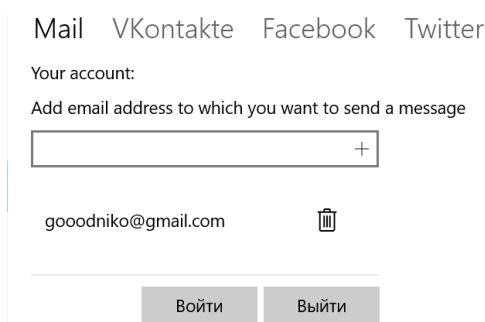 Mail VKontakte Facebook Twitter
Your account:
Add email address to which you want to send a message
gooodniko@gmail.com
Войти Выйти